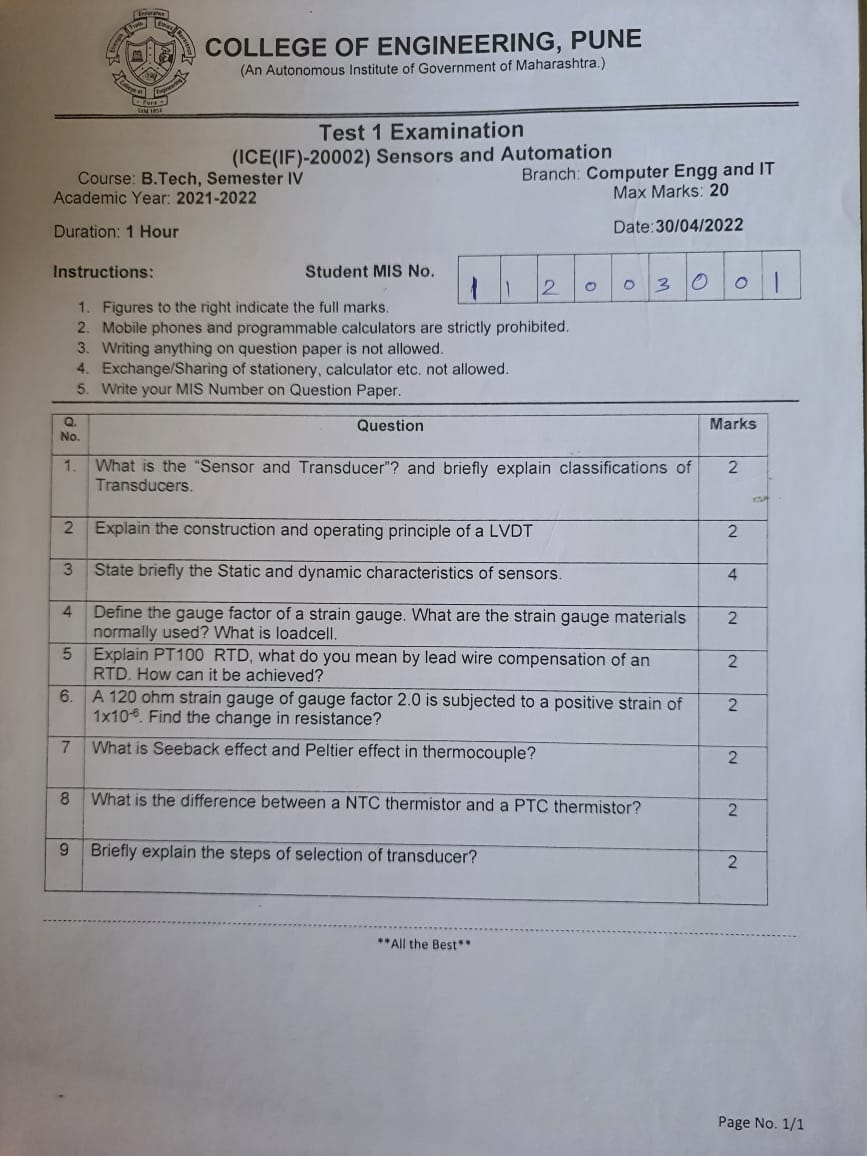 Endurance
Truth
Ethics
Strength
Reverence
College of
Engineering
Pune
Estd 1854
COLLEGE OF ENGINEERING, PUNE
(An Autonomous Institute of Government of Maharashtra.)
Test 1 Examination
(ICE(IF)-20002) Sensors and Automation
Course: B.Tech, Semester IV Branch: Computer Engg and IT
Academic Year: 2021-2022 Max Marks: 20
Duration: 1 Hour Date:30/04/2022
Instructions: Student MIS No. 1 1 2 0 0 3 0 0 1
1. Figures to the right indicate the full marks.
2. Mobile phones and programmable calculators are strictly prohibited.
3. Writing anything on question paper is not allowed.
4. Exchange/Sharing of stationery, calculator etc. not allowed.
5. Write your MIS Number on Question Paper.
Q. No. Question Marks
1. What is the "Sensor and Transducer"? and briefly explain classifications of 2
Transducers.
2 Explain the construction and operating principle of a LVDT 2
3 State briefly the Static and dynamic characteristics of sensors. 4
4 Define the gauge factor of a strain gauge. What are the strain gauge materials 2
normally used? What is loadcell.
5 Explain PT100 RTD, what do you mean by lead wire compensation of an 2
RTD. How can it be achieved?
6. A 120 ohm strain gauge of gauge factor 2.0 is subjected to a positive strain of 2
1x10⁻⁶. Find the change in resistance?
7 What is Seeback effect and Peltier effect in thermocouple? 2
8 What is the difference between a NTC thermistor and a PTC thermistor? 2
9 Briefly explain the steps of selection of transducer? 2
**All the Best**
Page No. 1/1